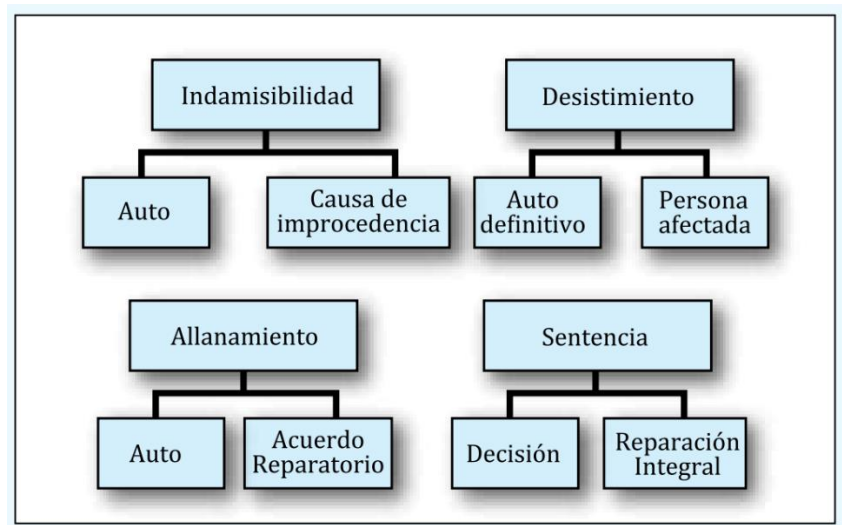 Indamisibilidad
Auto
Causa de
improcedencia
Desistimiento
Auto
definitivo
Persona
afectada
Allanamiento
Auto
Acuerdo
Reparatorio
Sentencia
Decisión
Reparación
Integral